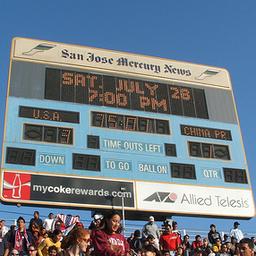 San Jose Mercury News
SAT. JULY 28
7:00 PM
U.S.A.
CHINA PR
TIME OUTS LEFT
DOWN
TO GO
BALL ON
QTR
mycokerewards.com
Allied Telesis